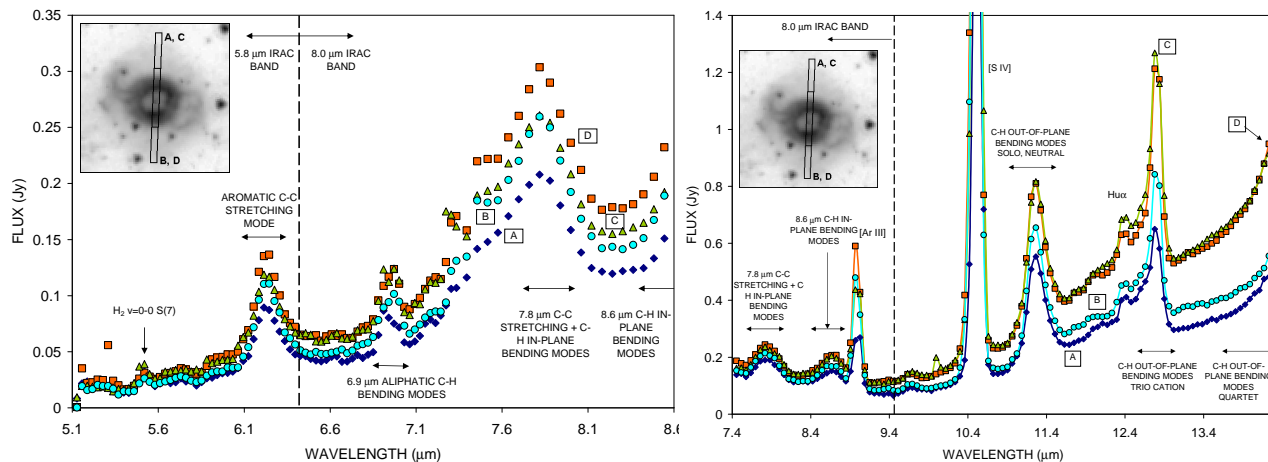 0.35
0.3
0.25
0.2
0.15
0.1
0.05
0
FLUX (Jy)
5.1
5.6
6.1
6.6
7.1
7.6
8.1
8.6
WAVELENGTH (μm)
A, C
B, D
5.8 μm IRAC
BAND
8.0 μm IRAC
BAND
AROMATIC C-C
STRETCHING
MODE
H2 ν=0-0 S(7)
6.9 μm ALIPHATIC C-H
BENDING MODES
7.8 μm C-C
STRETCHING + C-
H IN-PLANE
BENDING MODES
8.6 μm C-H IN-
PLANE
BENDING
MODES
D
B
A
C
1.4
1.2
1
0.8
0.6
0.4
0.2
0
FLUX (Jy)
7.4
8.4
9.4
10.4
11.4
12.4
13.4
WAVELENGTH (μm)
A, C
B, D
8.0 μm IRAC BAND
[S IV]
C
C-H OUT-OF-PLANE
BENDING MODES
SOLO, NEUTRAL
D
Huα
8.6 μm C-H IN-
PLANE BENDING
MODES
[Ar III]
7.8 μm C-C
STRETCHING + C
H IN-PLANE
BENDING
MODES
B
A
C-H OUT-OF-PLANE
BENDING MODES
TRIO CATION
C-H OUT-OF-
PLANE BENDING
MODES
QUARTET